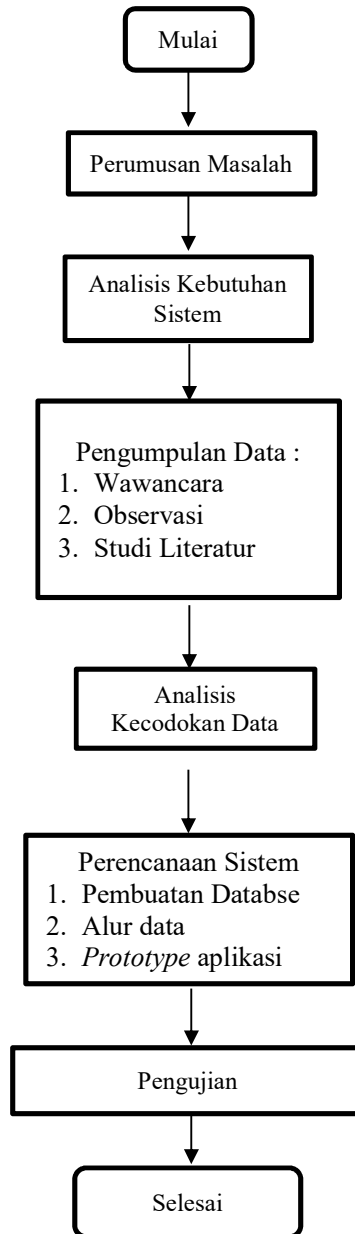 Mulai
Perumusan Masalah
Analisis Kebutuhan
Sistem
Pengumpulan Data :
1. Wawancara
2. Observasi
3. Studi Literatur
Analisis
Kecodokan Data
Perencanaan Sistem
1. Pembuatan Databse
2. Alur data
3. Prototype aplikasi
Pengujian
Selesai